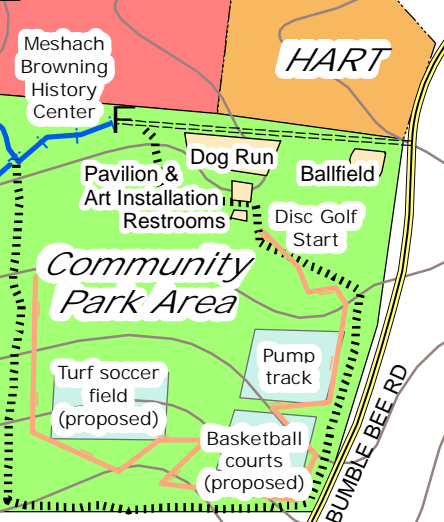 Meshach
Browning
History
Center
HART
Dog Run
Pavilion &
Art Installation
Restrooms
Ballfield
Disc Golf
Start
Community
Park Area
Pump
track
Turf soccer
field
(proposed)
Basketball
courts
(proposed)
BUMBLE BEE RD